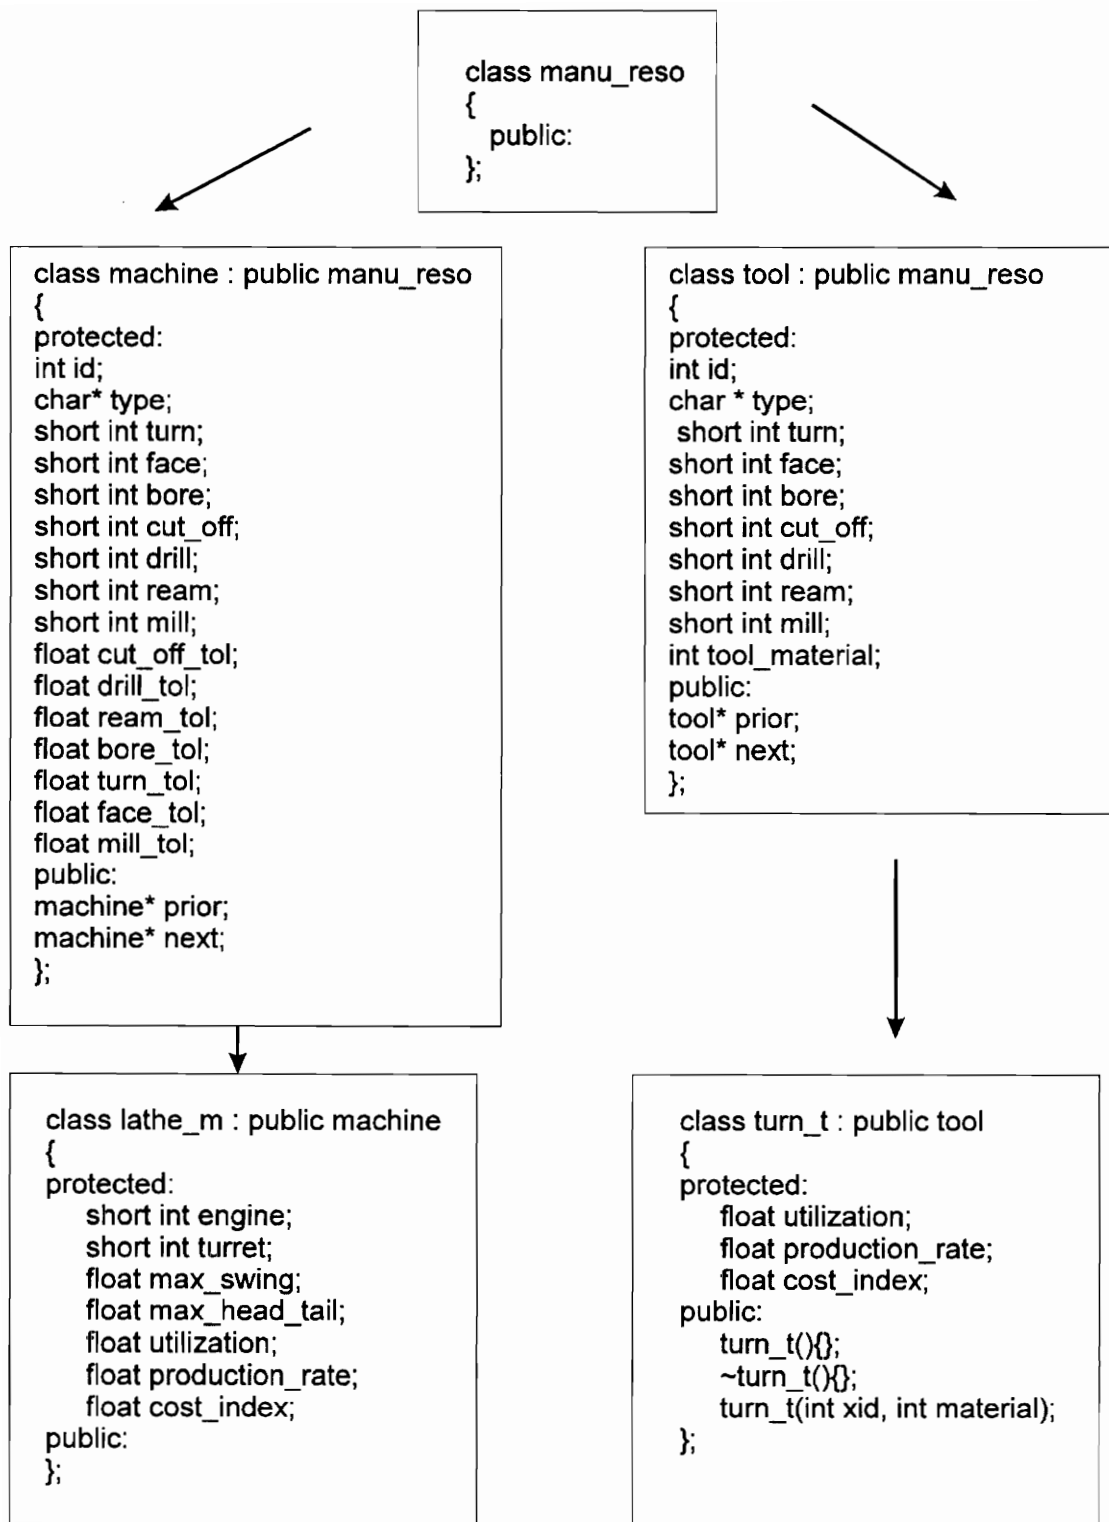 class manu_reso
{
public:
};
class machine : public manu_reso
{
protected:
int id;
char* type;
short int turn;
short int face;
short int bore;
short int cut_off;
short int drill;
short int ream;
short int mill;
float cut_off_tol;
float drill_tol;
float ream_tol;
float bore_tol;
float turn_tol;
float face_tol;
float mill_tol;
public:
machine* prior;
machine* next;
};
class tool : public manu_reso
{
protected:
int id;
char * type;
short int turn;
short int face;
short int bore;
short int cut_off;
short int drill;
short int ream;
short int mill;
int tool_material;
public:
tool* prior;
tool* next;
};
class lathe_m : public machine
{
protected:
short int engine;
short int turret;
float max_swing;
float max_head_tail;
float utilization;
float production_rate;
float cost_index;
public:
};
class turn_t : public tool
{
protected:
float utilization;
float production_rate;
float cost_index;
public:
turn_t(){};
~turn_t(){};
turn_t(int xid, int material);
};